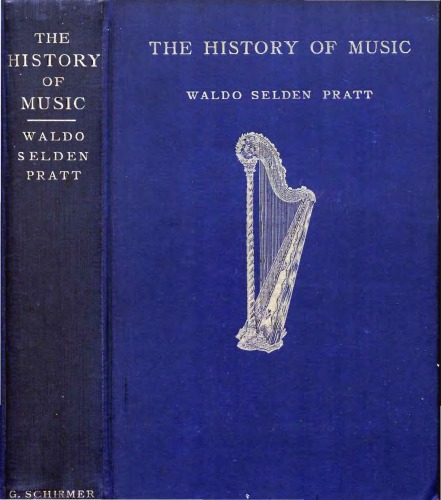 THE
HISTORY
OF
MUSIC
WALDO
SELDEN
PRATT
G. SCHIRMER
THE HISTORY OF MUSIC
WALDO SELDEN PRATT